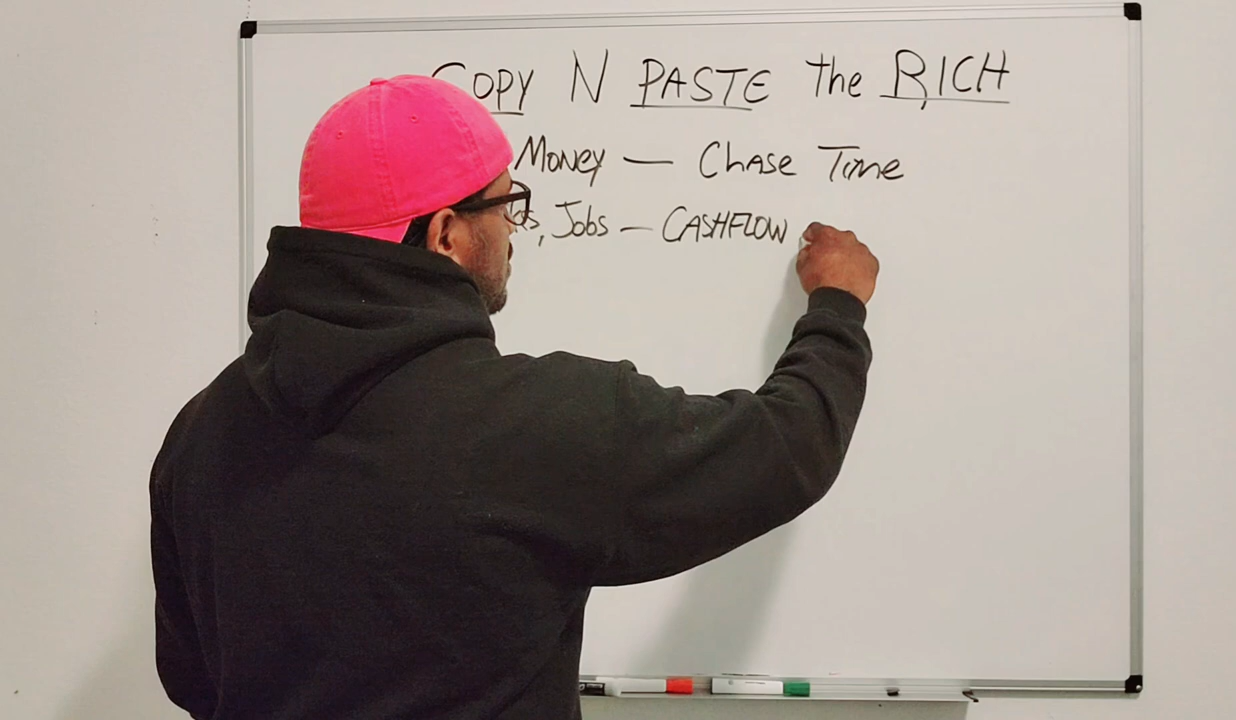 COPY N PASTE the RICH
Money — Chase Time
Jobs — CASHFLOW